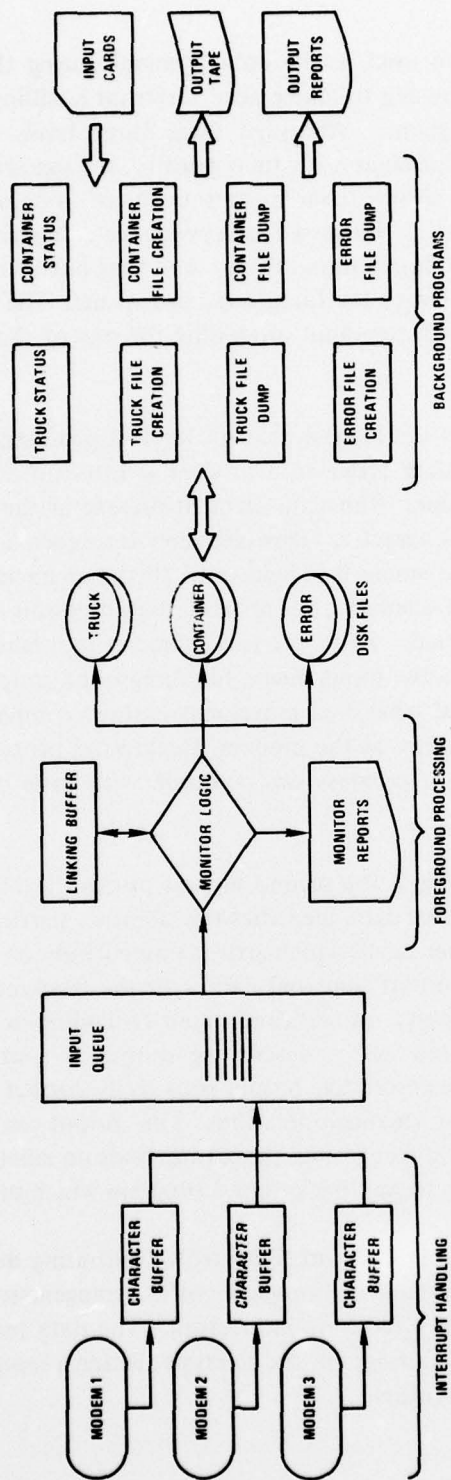 MODEM 1
CHARACTER
BUFFER
MODEM 2
CHARACTER
BUFFER
MODEM 3
CHARACTER
BUFFER
INTERRUPT HANDLING
INPUT
QUEUE
LINKING BUFFER
MONITOR LOGIC
MONITOR
REPORTS
TRUCK
CONTAINER
ERROR
DISK FILES
FOREGROUND PROCESSING
TRUCK STATUS
TRUCK FILE
CREATION
TRUCK FILE
DUMP
ERROR FILE
CREATION
CONTAINER
STATUS
CONTAINER
FILE CREATION
CONTAINER
FILE DUMP
ERROR
FILE DUMP
BACKGROUND PROGRAMS
INPUT
CARDS
OUTPUT
TAPE
OUTPUT
REPORTS